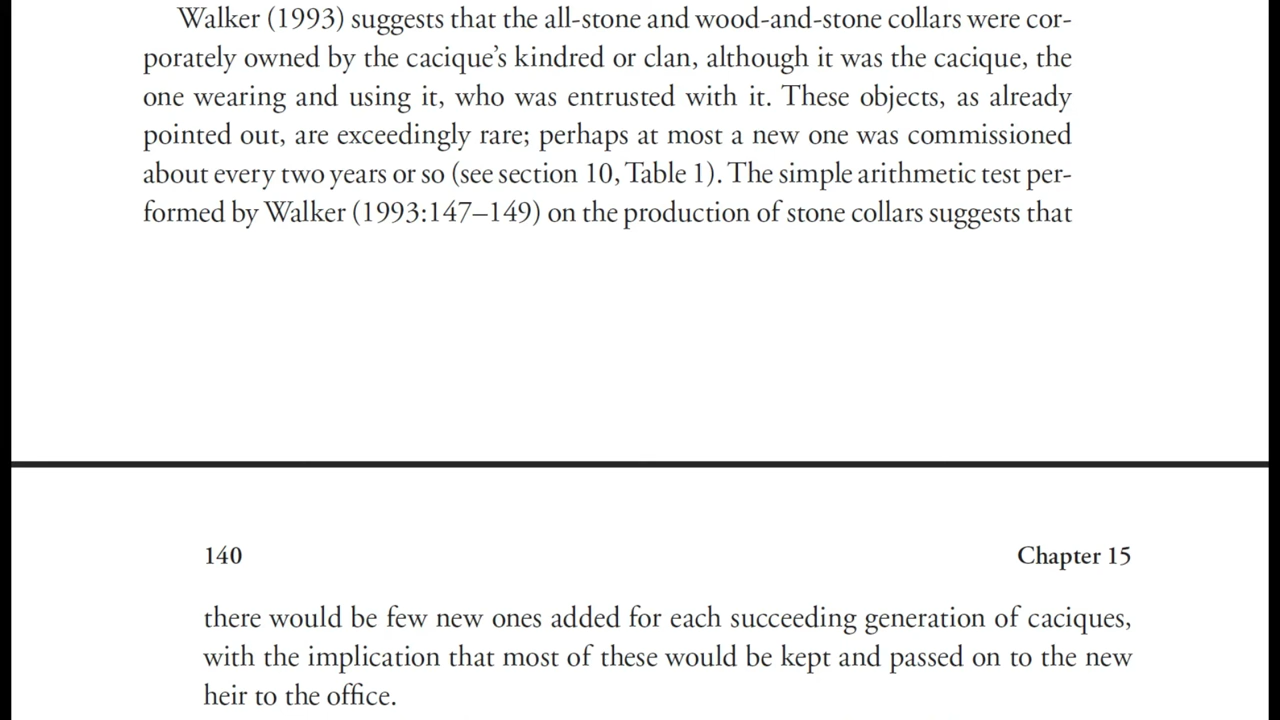 Walker (1993) suggests that the all-stone and wood-and-stone collars were cor-
porately owned by the cacique’s kindred or clan, although it was the cacique, the
one wearing and using it, who was entrusted with it. These objects, as already
pointed out, are exceedingly rare; perhaps at most a new one was commissioned
about every two years or so (see section 10, Table 1). The simple arithmetic test per-
formed by Walker (1993:147–149) on the production of stone collars suggests that
140 Chapter 15
there would be few new ones added for each succeeding generation of caciques,
with the implication that most of these would be kept and passed on to the new
heir to the office.